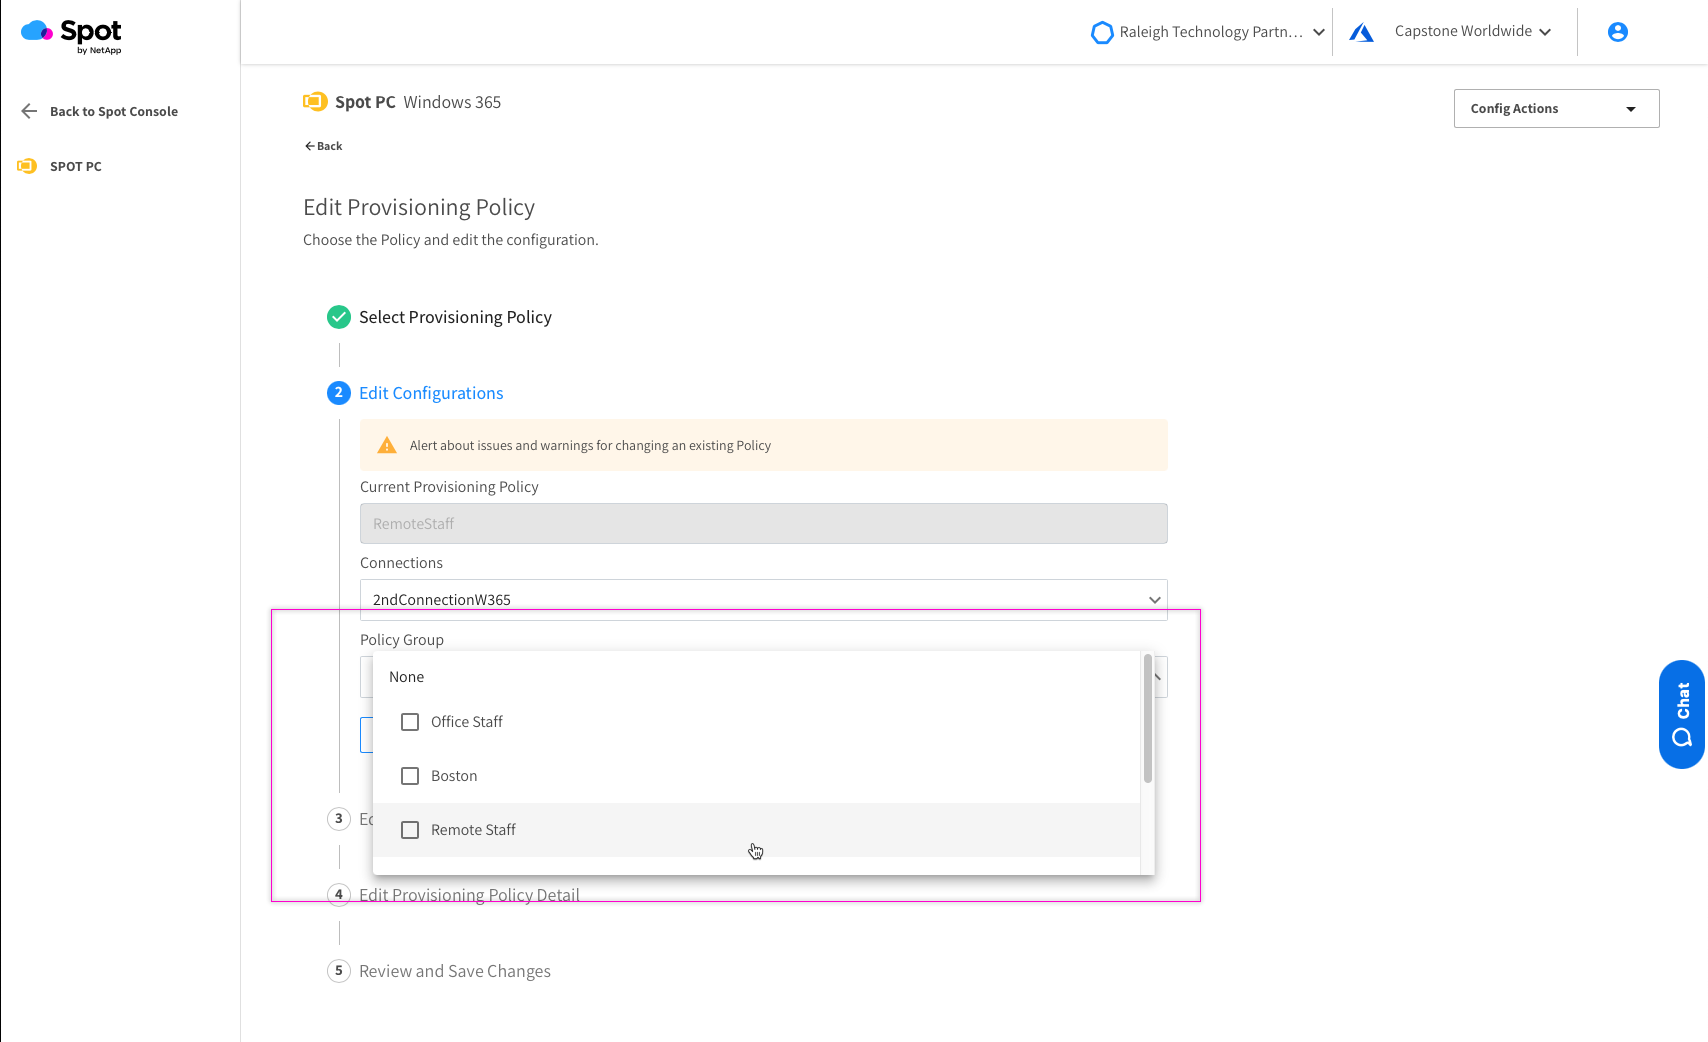 Spot
by NetApp
Raleigh Technology Partn...
Capstone Worldwide
Back to Spot Console
SPOT PC
Spot PC Windows 365
Config Actions
Back
Edit Provisioning Policy
Choose the Policy and edit the configuration.
Select Provisioning Policy
2 Edit Configurations
Alert about issues and warnings for changing an existing Policy
Current Provisioning Policy
RemoteStaff
Connections
2ndConnectionW365
Policy Group
None
Office Staff
Boston
3
Remote Staff
4 Edit Provisioning Policy Detail
5 Review and Save Changes
Chat